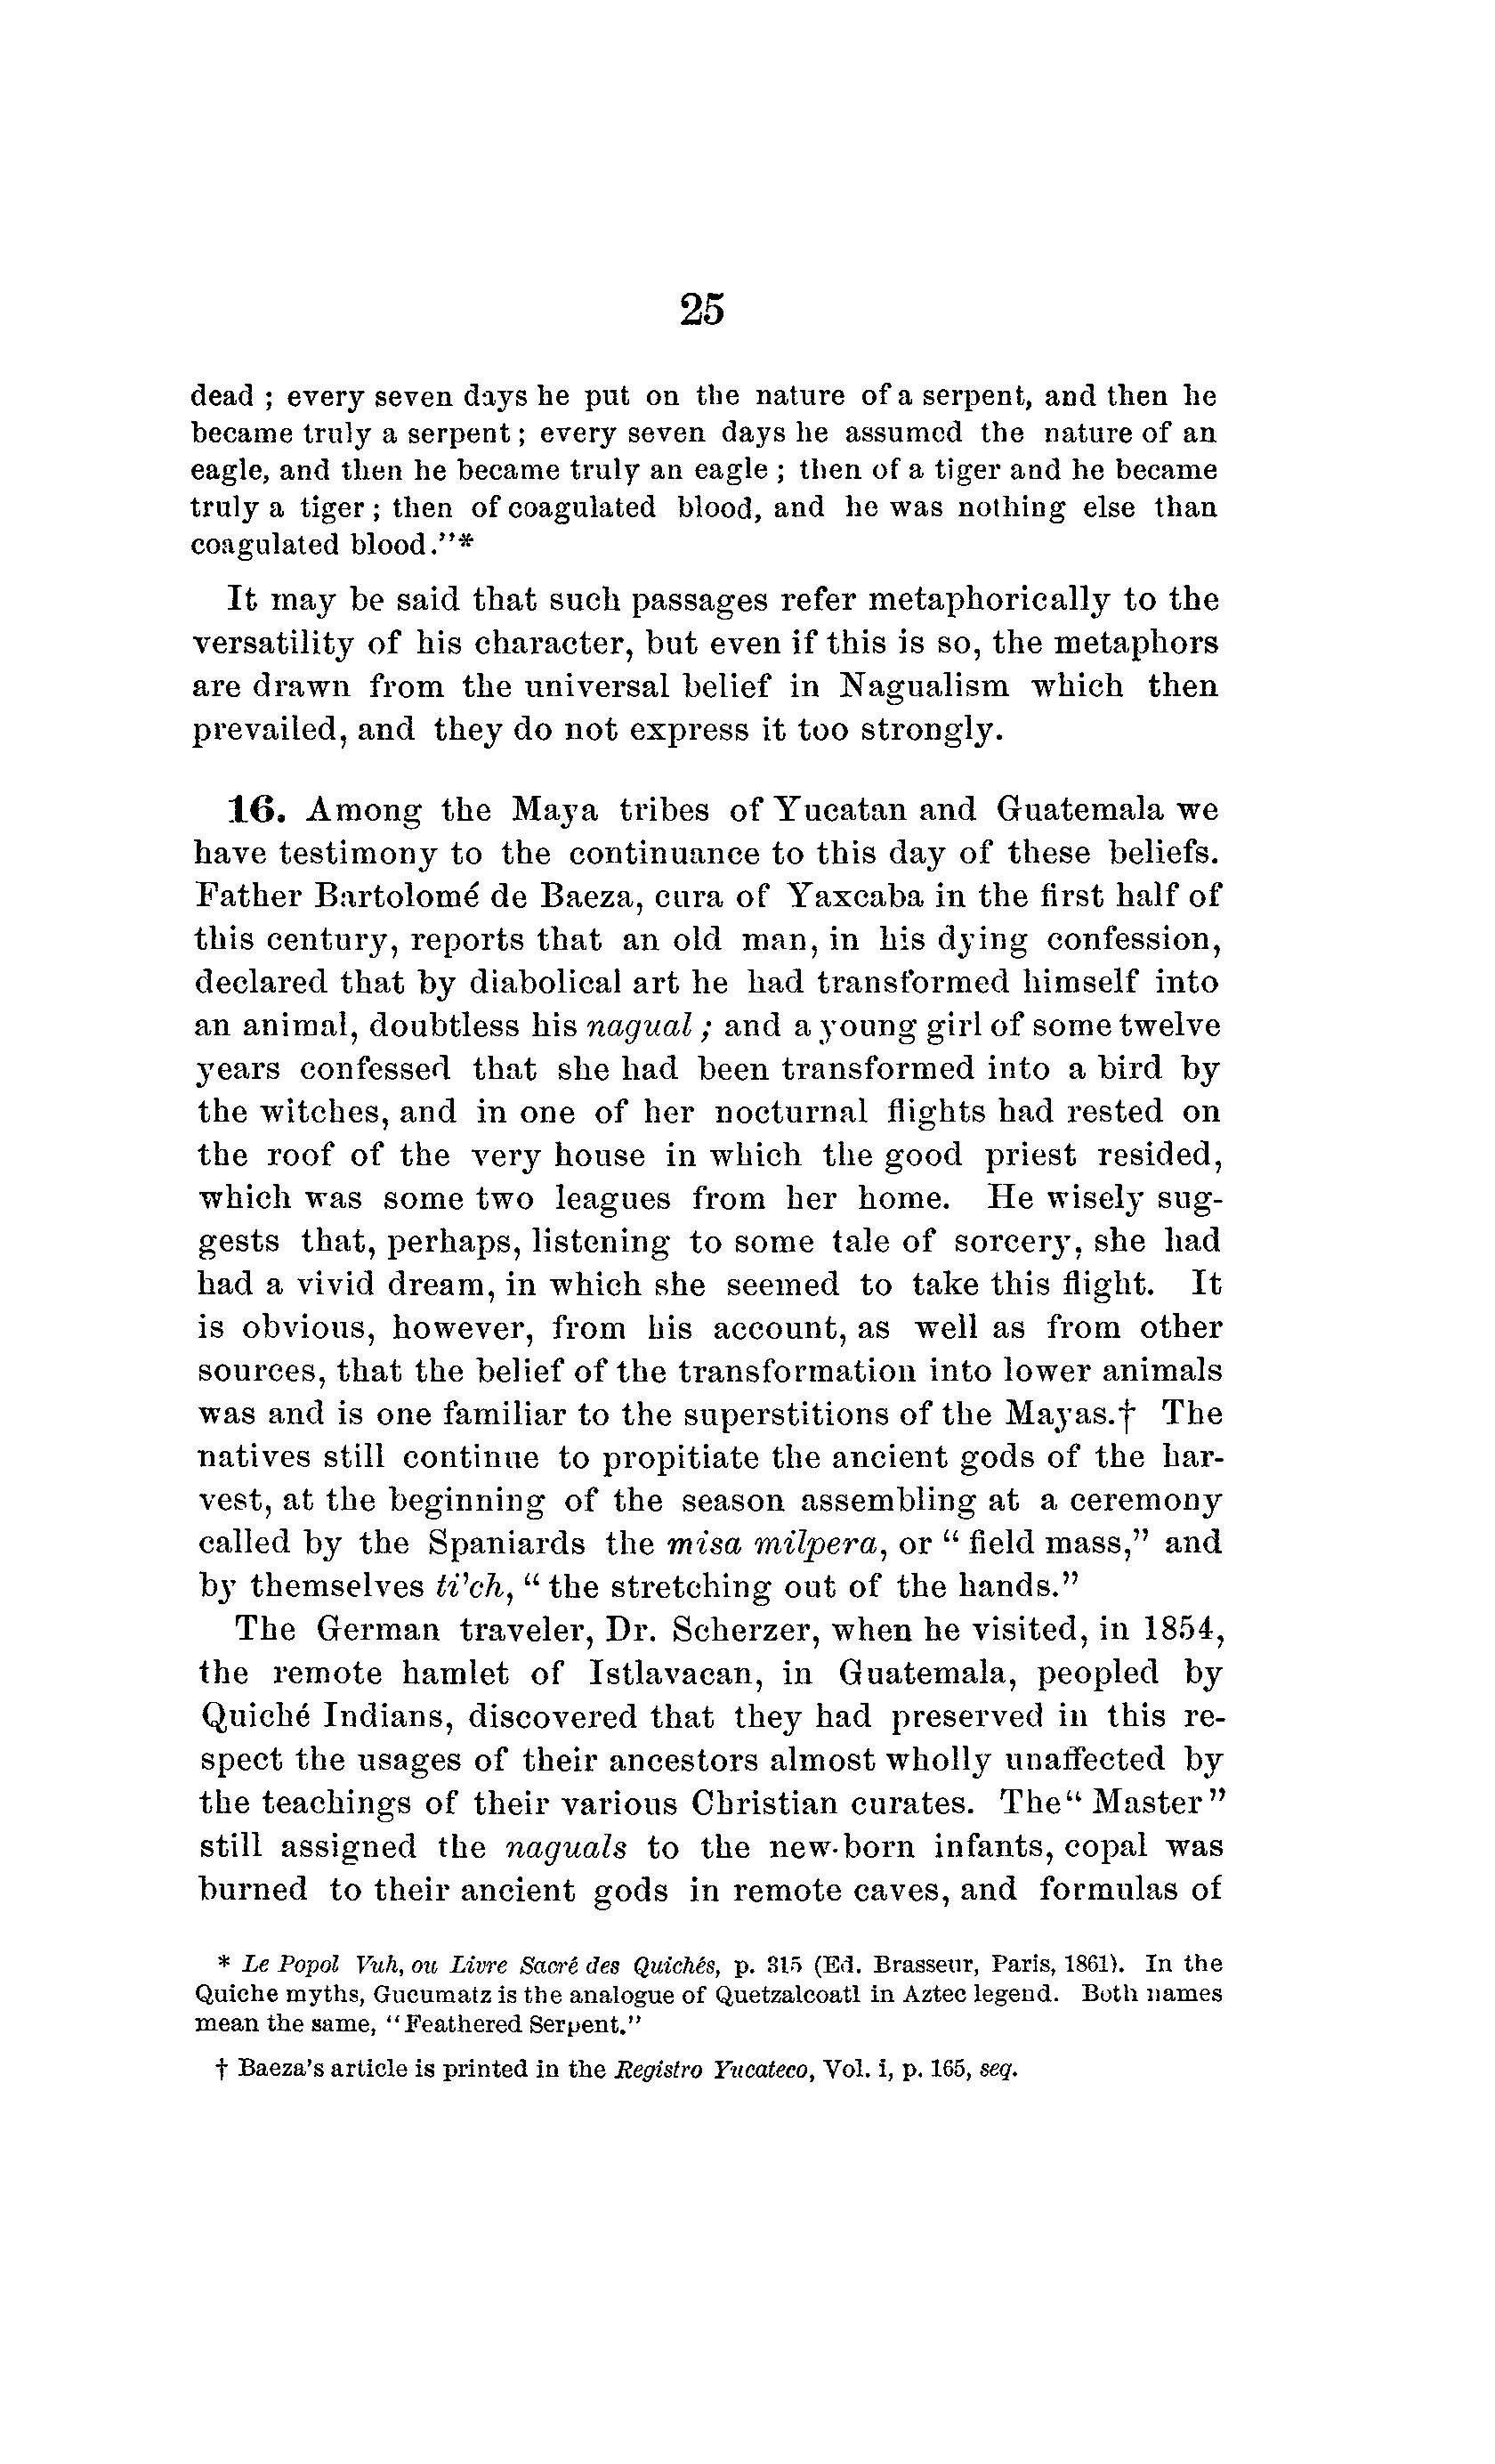 25
dead ; every seven days he put on the nature of a serpent, and then he
became truly a serpent ; every seven days he assumed the nature of an
eagle, and then he became truly an eagle ; then of a tiger and he became
truly a tiger ; then of coagulated blood, and he was nothing else than
coagulated blood."*
It may be said that such passages refer metaphorically to the
versatility of his character, but even if this is so, the metaphors
are drawn from the universal belief in Nagualism which then
prevailed, and they do not express it too strongly.
16. Among the Maya tribes of Yucatan and Guatemala we
have testimony to the continuance to this day of these beliefs.
Father Bartolomé de Baeza, cura of Yaxcaba in the first half of
this century, reports that an old man, in his dying confession,
declared that by diabolical art he had transformed himself into
an animal, doubtless his nagual ; and a young girl of some twelve
years confessed that she had been transformed into a bird by
the witches, and in one of her nocturnal flights had rested on
the roof of the very house in which the good priest resided,
which was some two leagues from her home. He wisely sug-
gests that, perhaps, listening to some tale of sorcery, she had
had a vivid dream, in which she seemed to take this flight. It
is obvious, however, from his account, as well as from other
sources, that the belief of the transformation into lower animals
was and is one familiar to the superstitions of the Mayas.† The
natives still continue to propitiate the ancient gods of the har-
vest, at the beginning of the season assembling at a ceremony
called by the Spaniards the misa milpera, or " field mass," and
by themselves ti'ch, " the stretching out of the hands."
The German traveler, Dr. Scherzer, when he visited, in 1854,
the remote hamlet of Istlavacan, in Guatemala, peopled by
Quiché Indians, discovered that they had preserved in this re-
spect the usages of their ancestors almost wholly unaffected by
the teachings of their various Christian curates. The " Master "
still assigned the naguals to the new-born infants, copal was
burned to their ancient gods in remote caves, and formulas of
* Le Popol Vuh, ou Livre Sacré des Quichés, p. 315 (Ed. Brasseur, Paris, 1861). In the
Quiche myths, Gucumatz is the analogue of Quetzalcoatl in Aztec legend. Both names
mean the same, "Feathered Serpent."
† Baeza's article is printed in the Registro Yucateco, Vol. i, p. 165, seq.